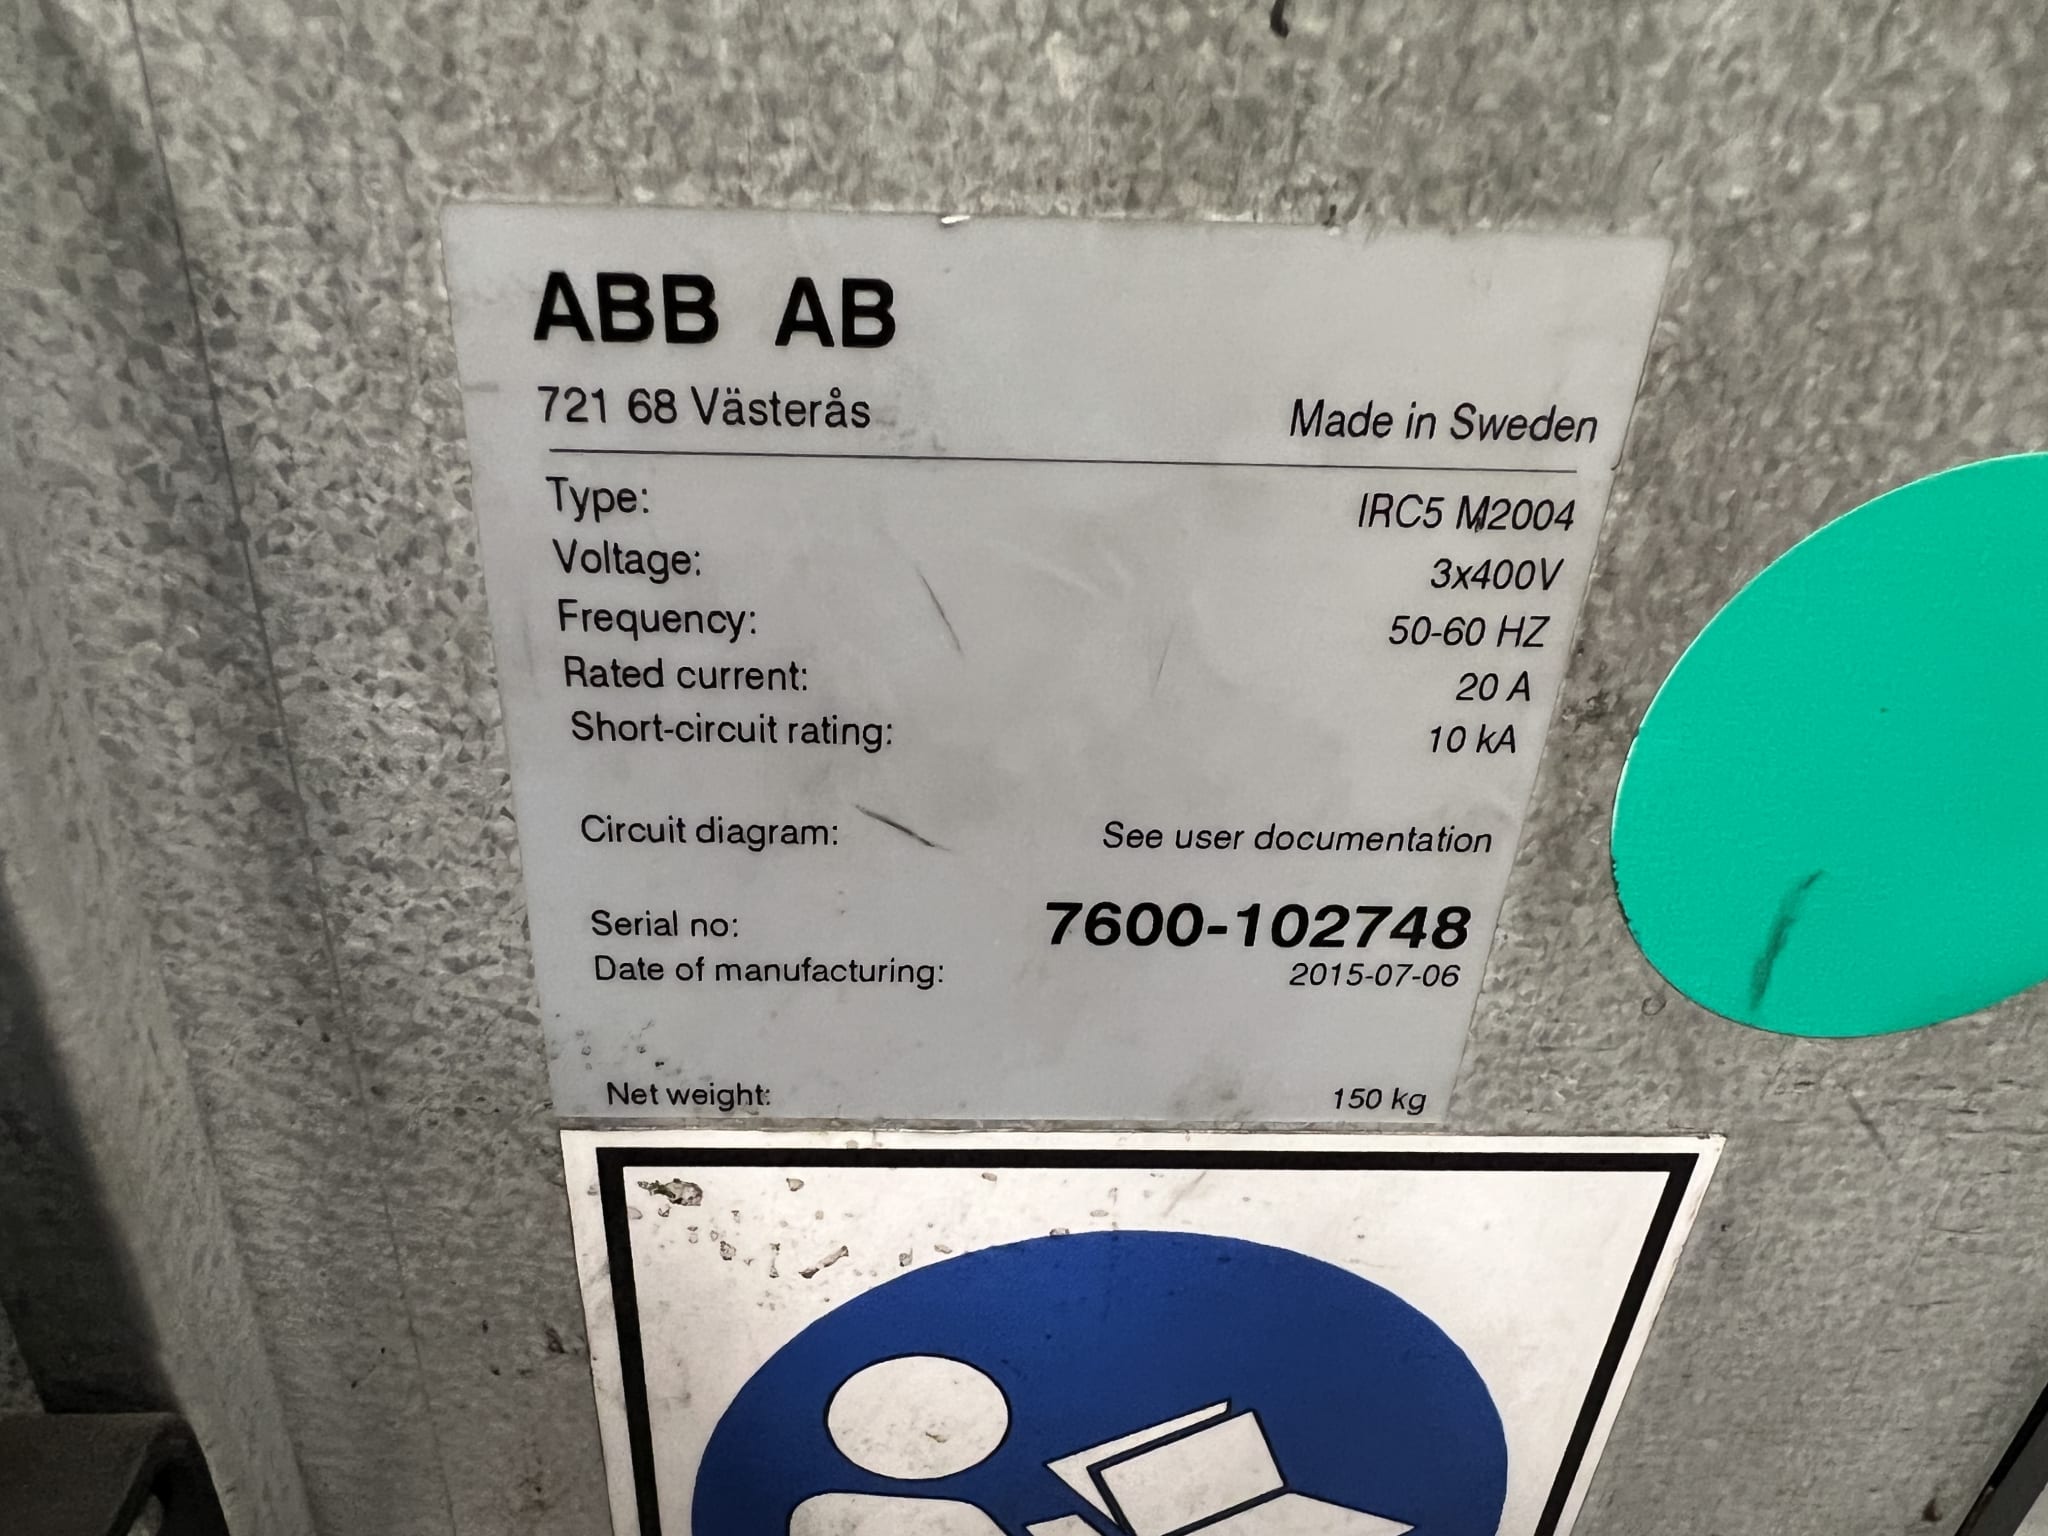 ABB AB
721 68 Västerås Made in Sweden
Type: IRC5 M2004
Voltage: 3x400V
Frequency: 50-60 HZ
Rated current: 20 A
Short-circuit rating: 10 kA
Circuit diagram: See user documentation
Serial no: 7600-102748
Date of manufacturing: 2015-07-06
Net weight: 150 kg